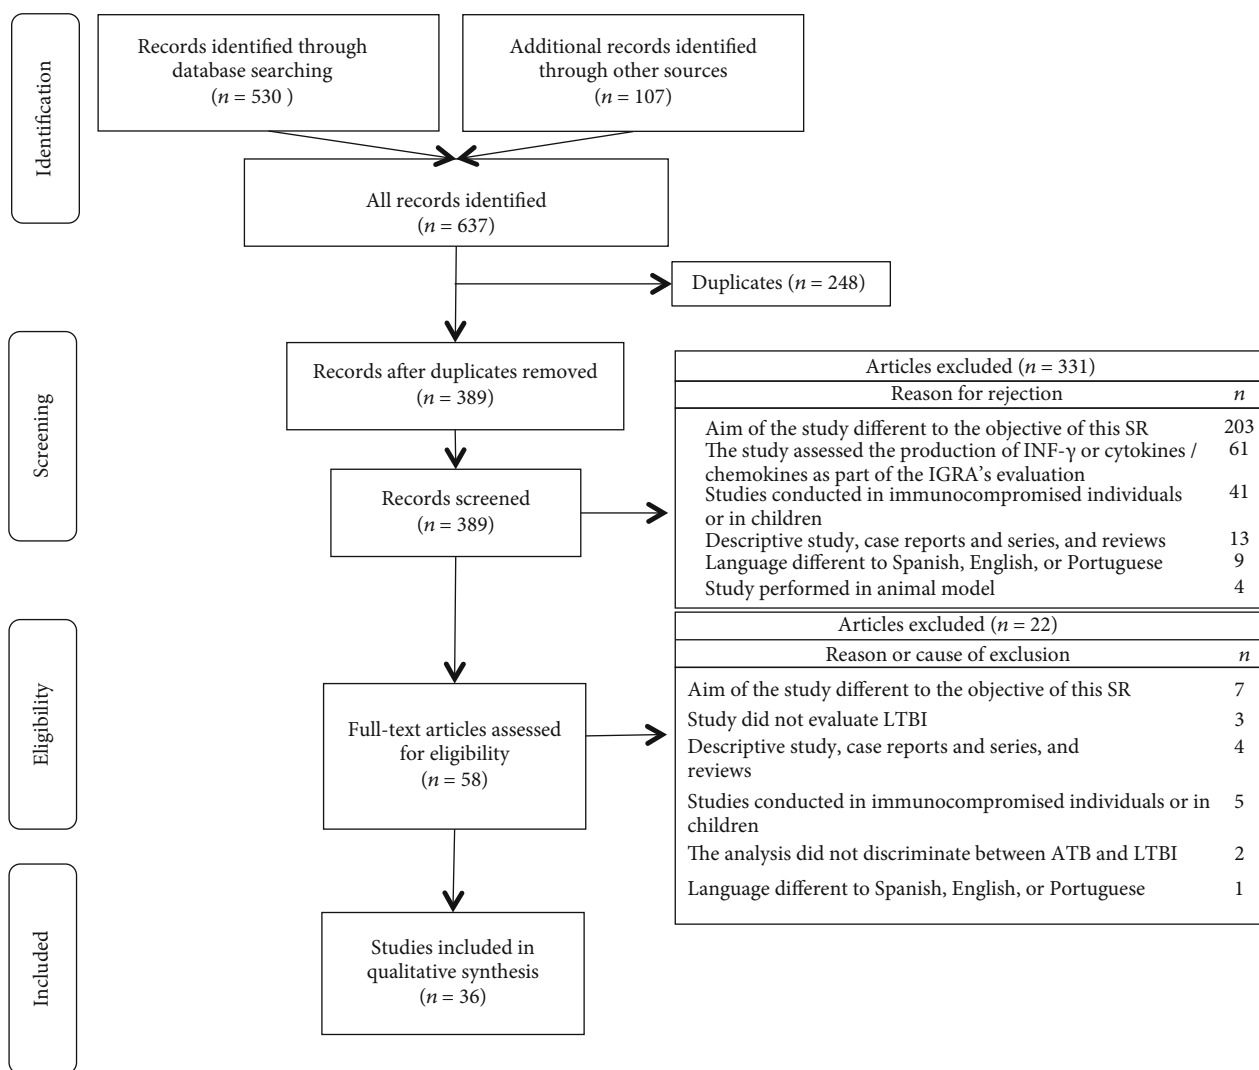 Identification
Records identified through
database searching
(n = 530 )
Additional records identified
through other sources
(n = 107)
All records identified
(n = 637)
Duplicates (n = 248)
Screening
Records after duplicates removed
(n = 389)
Records screened
(n = 389)
Articles excluded (n = 331)
Reason for rejection n
Aim of the study different to the objective of this SR 203
The study assessed the production of INF-γ or cytokines / 61
chemokines as part of the IGRA's evaluation
Studies conducted in immunocompromised individuals 41
or in children
Descriptive study, case reports and series, and reviews 13
Language different to Spanish, English, or Portuguese 9
Study performed in animal model 4
Eligibility
Full-text articles assessed
for eligibility
(n = 58)
Articles excluded (n = 22)
Reason or cause of exclusion n
Aim of the study different to the objective of this SR 7
Study did not evaluate LTBI 3
Descriptive study, case reports and series, and 4
reviews
Studies conducted in immunocompromised individuals or in 5
children
The analysis did not discriminate between ATB and LTBI 2
Language different to Spanish, English, or Portuguese 1
Included
Studies included in
qualitative synthesis
(n = 36)